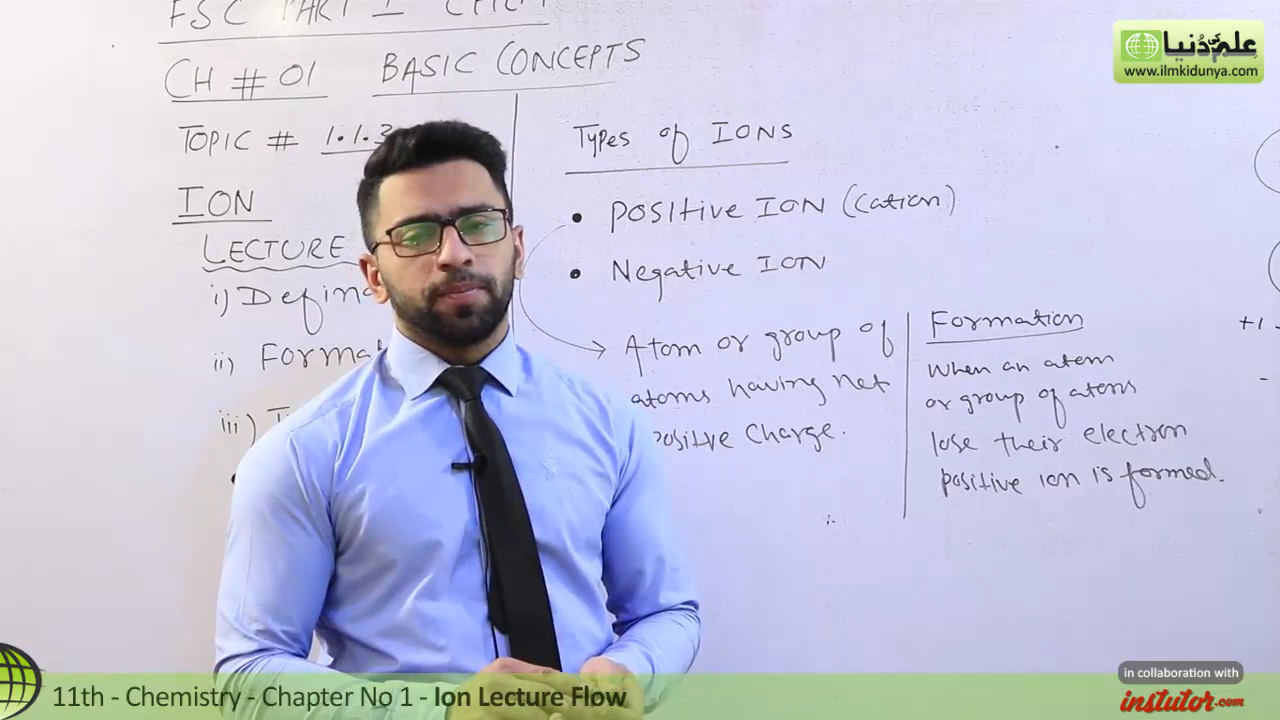 FSC PART I CHEM
CH # 01 BASIC CONCEPTS
TOPIC # 1.1.3
ION
LECTURE
i) Defin
ii) Format
iii)
Types of IONS
• POSITIVE ION (Cation)
• Negative ION
Atom or group of
atoms having net
positve Charge.
Formation
When an atom
or group of atoms
lose their electron
positive ion is formed.
+1
علم کی دنیا
www.ilmkidunya.com
11th - Chemistry - Chapter No 1 - Ion Lecture Flow
in collaboration with
instutor.com